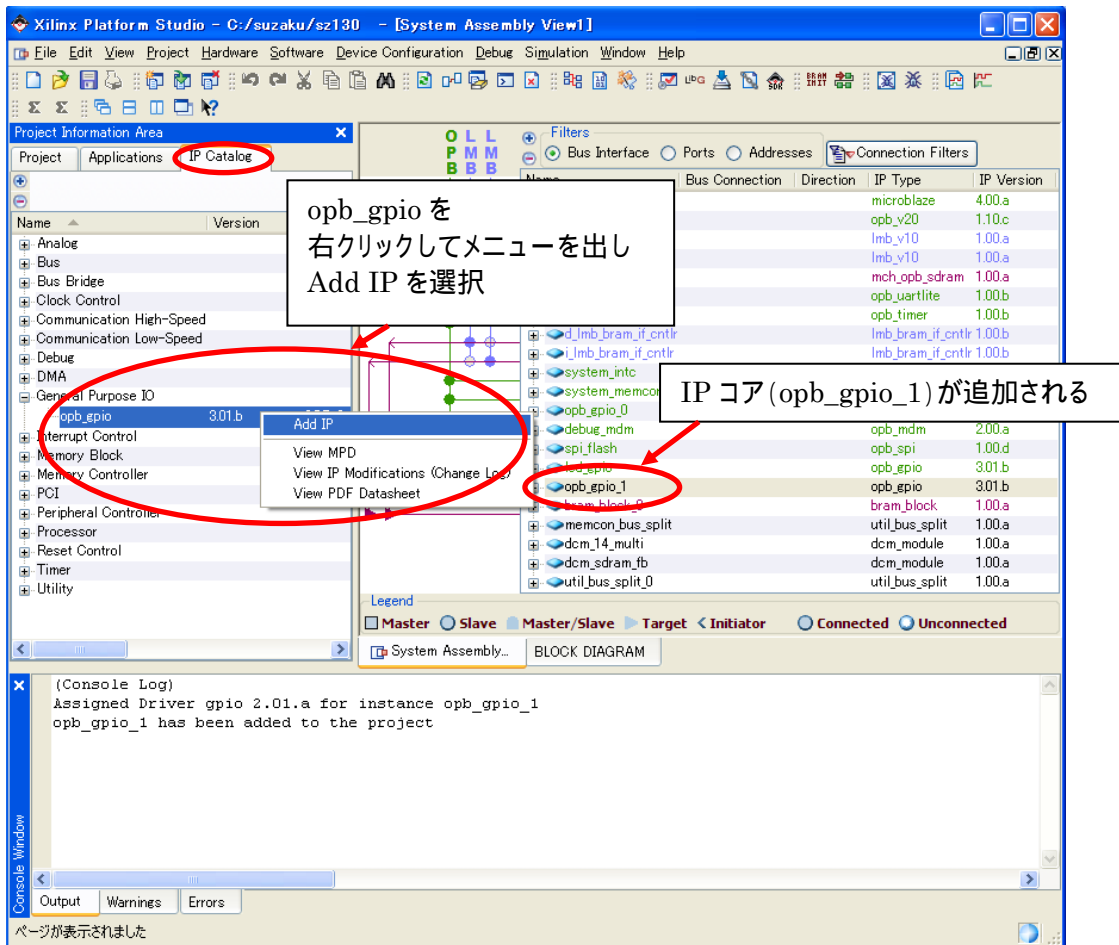 Xilinx Platform Studio - C:/suzaku/sz130 - [System Assembly View1]
File Edit View Project Hardware Software Device Configuration Debug Simulation Window Help
Project Information Area
Project Applications IP Catalog
Name Version
Analog
Bus
Bus Bridge
Clock Control
Communication High-Speed
Communication Low-Speed
Debug
DMA
General Purpose IO
opb_gpio 3.01.b
Interrupt Control
Memory Block
Memory Controller
PCI
Peripheral Controller
Processor
Reset Control
Timer
Utility
Add IP
View MPD
View IP Modifications (Change Log)
View PDF Datasheet
opb_gpio を
右クリックしてメニューを出し
Add IP を選択
OPB LMB LMB
Filters
Bus Interface Ports Addresses Connection Filters
Name Bus Connection Direction IP Type IP Version
microblaze 4.00.a
opb_v20 1.10.c
lmb_v10 1.00.a
lmb_v10 1.00.a
mch_opb_sdram 1.00.a
opb_uartlite 1.00.b
opb_timer 1.00.b
d_lmb_bram_if_cntlr lmb_bram_if_cntlr 1.00.b
i_lmb_bram_if_cntlr lmb_bram_if_cntlr 1.00.b
system_intc
system_memcon
opb_gpio_0
debug_mdm opb_mdm 2.00.a
spi_flash opb_spi 1.00.d
led_gpio opb_gpio 3.01.b
opb_gpio_1 opb_gpio 3.01.b
bram_block_0 bram_block 1.00.a
memcon_bus_split util_bus_split 1.00.a
dcm_14_multi dcm_module 1.00.a
dcm_sdram_fb dcm_module 1.00.a
util_bus_split_0 util_bus_split 1.00.a
IP コア(opb_gpio_1)が追加される
Legend
Master Slave Master/Slave Target Initiator Connected Unconnected
System Assembly... BLOCK DIAGRAM
(Console Log)
Assigned Driver gpio 2.01.a for instance opb_gpio_1
opb_gpio_1 has been added to the project
Console Window
Output Warnings Errors
ページが表示されました